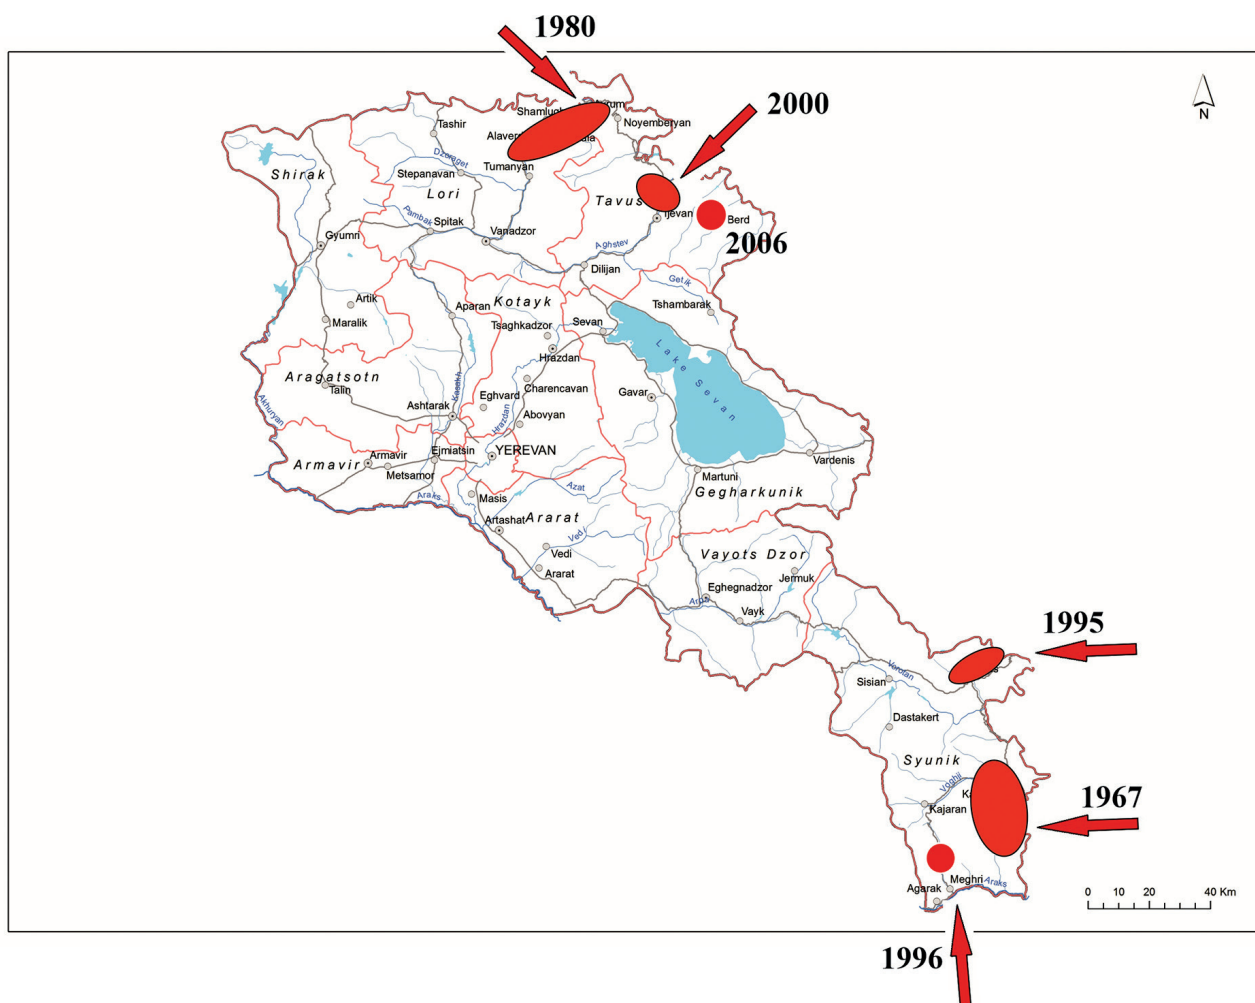 1980
2000
N
Shamlug
Noyemberyan
Tashir
Alaver
Dzoraget
Tumanyan
Shirak
Stepanavan
Lori
Tavus
Ijevan
Berd
Pambak
Spitak
2006
Gyumri
Vanadzor
Aghstev
Dilijan
Getik
Artik
Kotayk
Tshambarak
Aparan
Maralik
Tsaghkadzor
Sevan
Hrazdan
Lake Sevan
Aragatsotn
Talin
Kasakh
Charencavan
Eghvard
Gavar
Akhuryan
Ashtarak
Hrazdan
Abovyan
Armavir
Armavir
Ejmiatsin
YEREVAN
Vardenis
Metsamor
Martuni
Araks
Masis
Azat
Gegharkunik
Artashat
Ararat
Vedi
Vedi
Vayots Dzor
Ararat
Jermuk
Eghegnadzor
Arpa
Vayk
1995
Vorotan
Sisian
Dastakert
Syunik
Voghji
1967
Kajaran
Meghri
Araks
Agarak
0 10 20 40 Km
1996